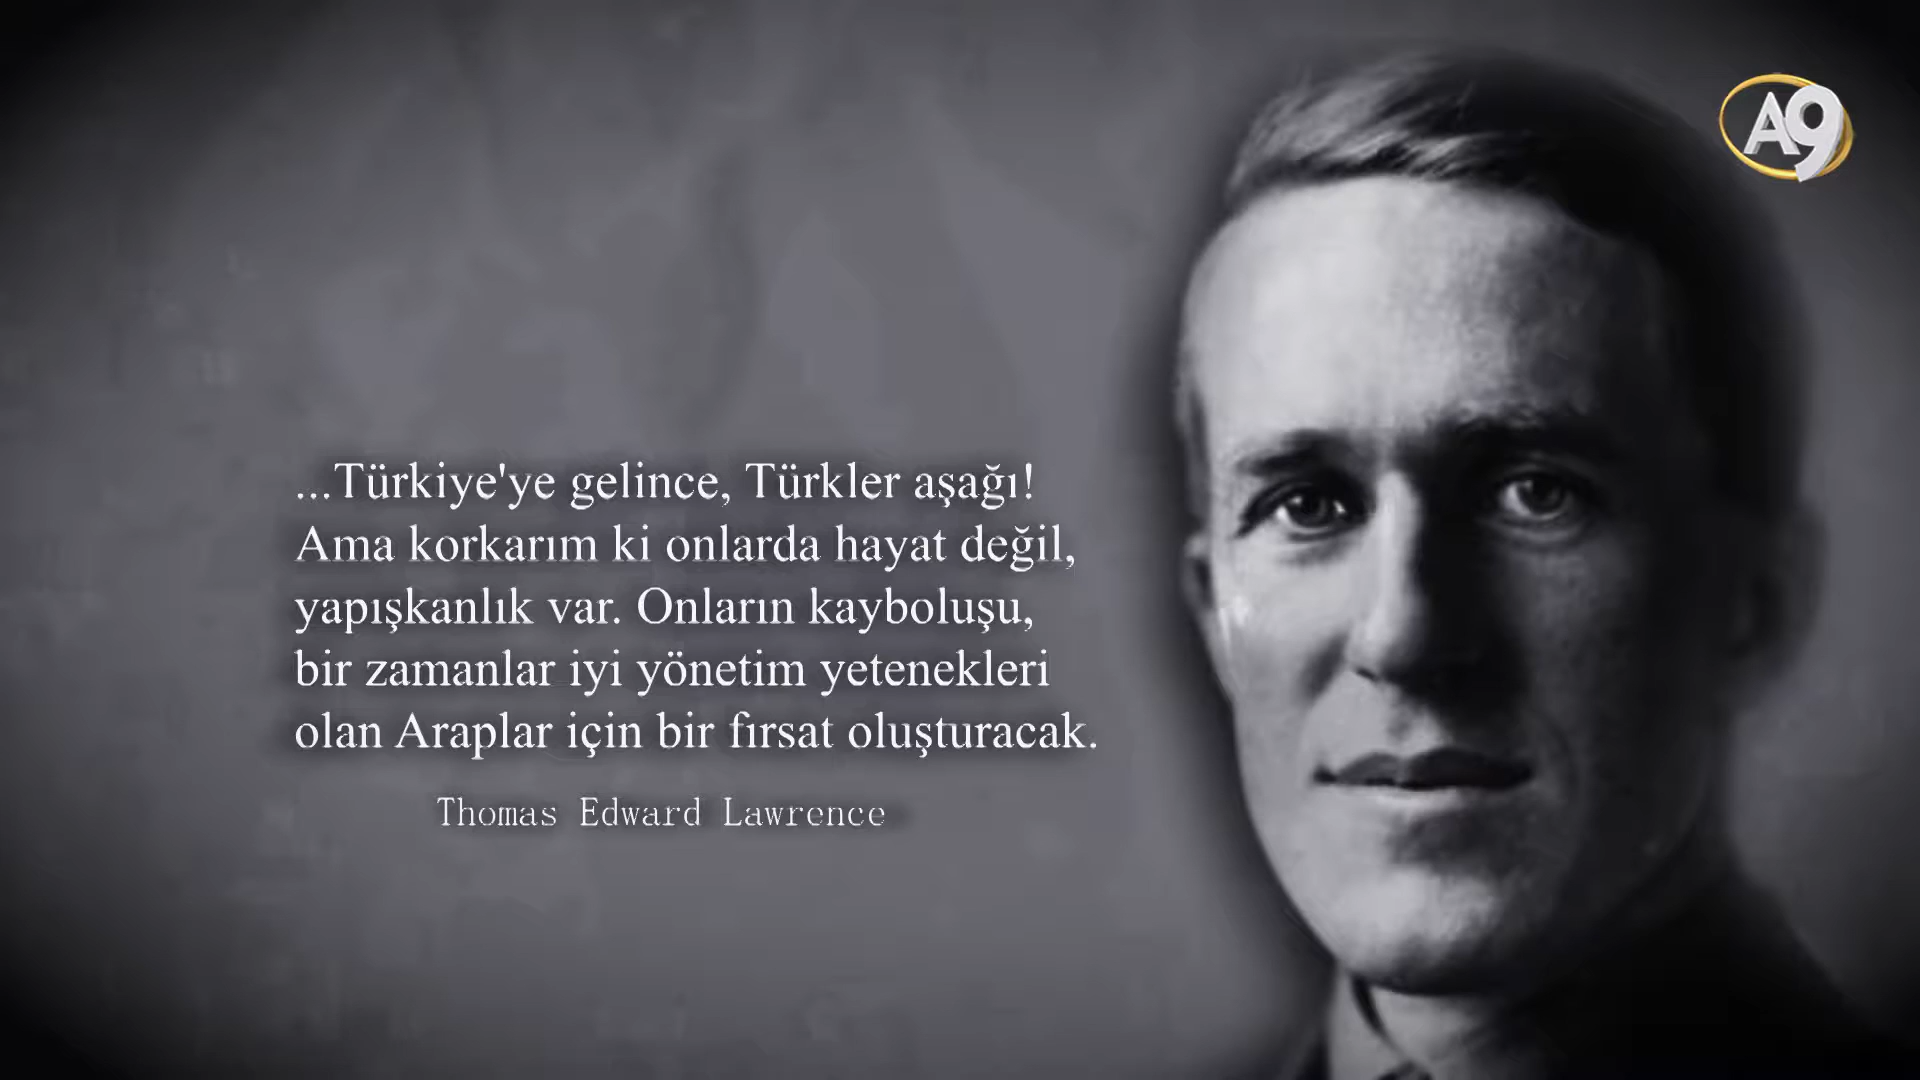 A9
...Türkiye'ye gelince, Türkler aşağı!
Ama korkarım ki onlarda hayat değil,
yapışkanlık var. Onların kayboluşu,
bir zamanlar iyi yönetim yetenekleri
olan Araplar için bir fırsat oluşturacak.
Thomas Edward Lawrence